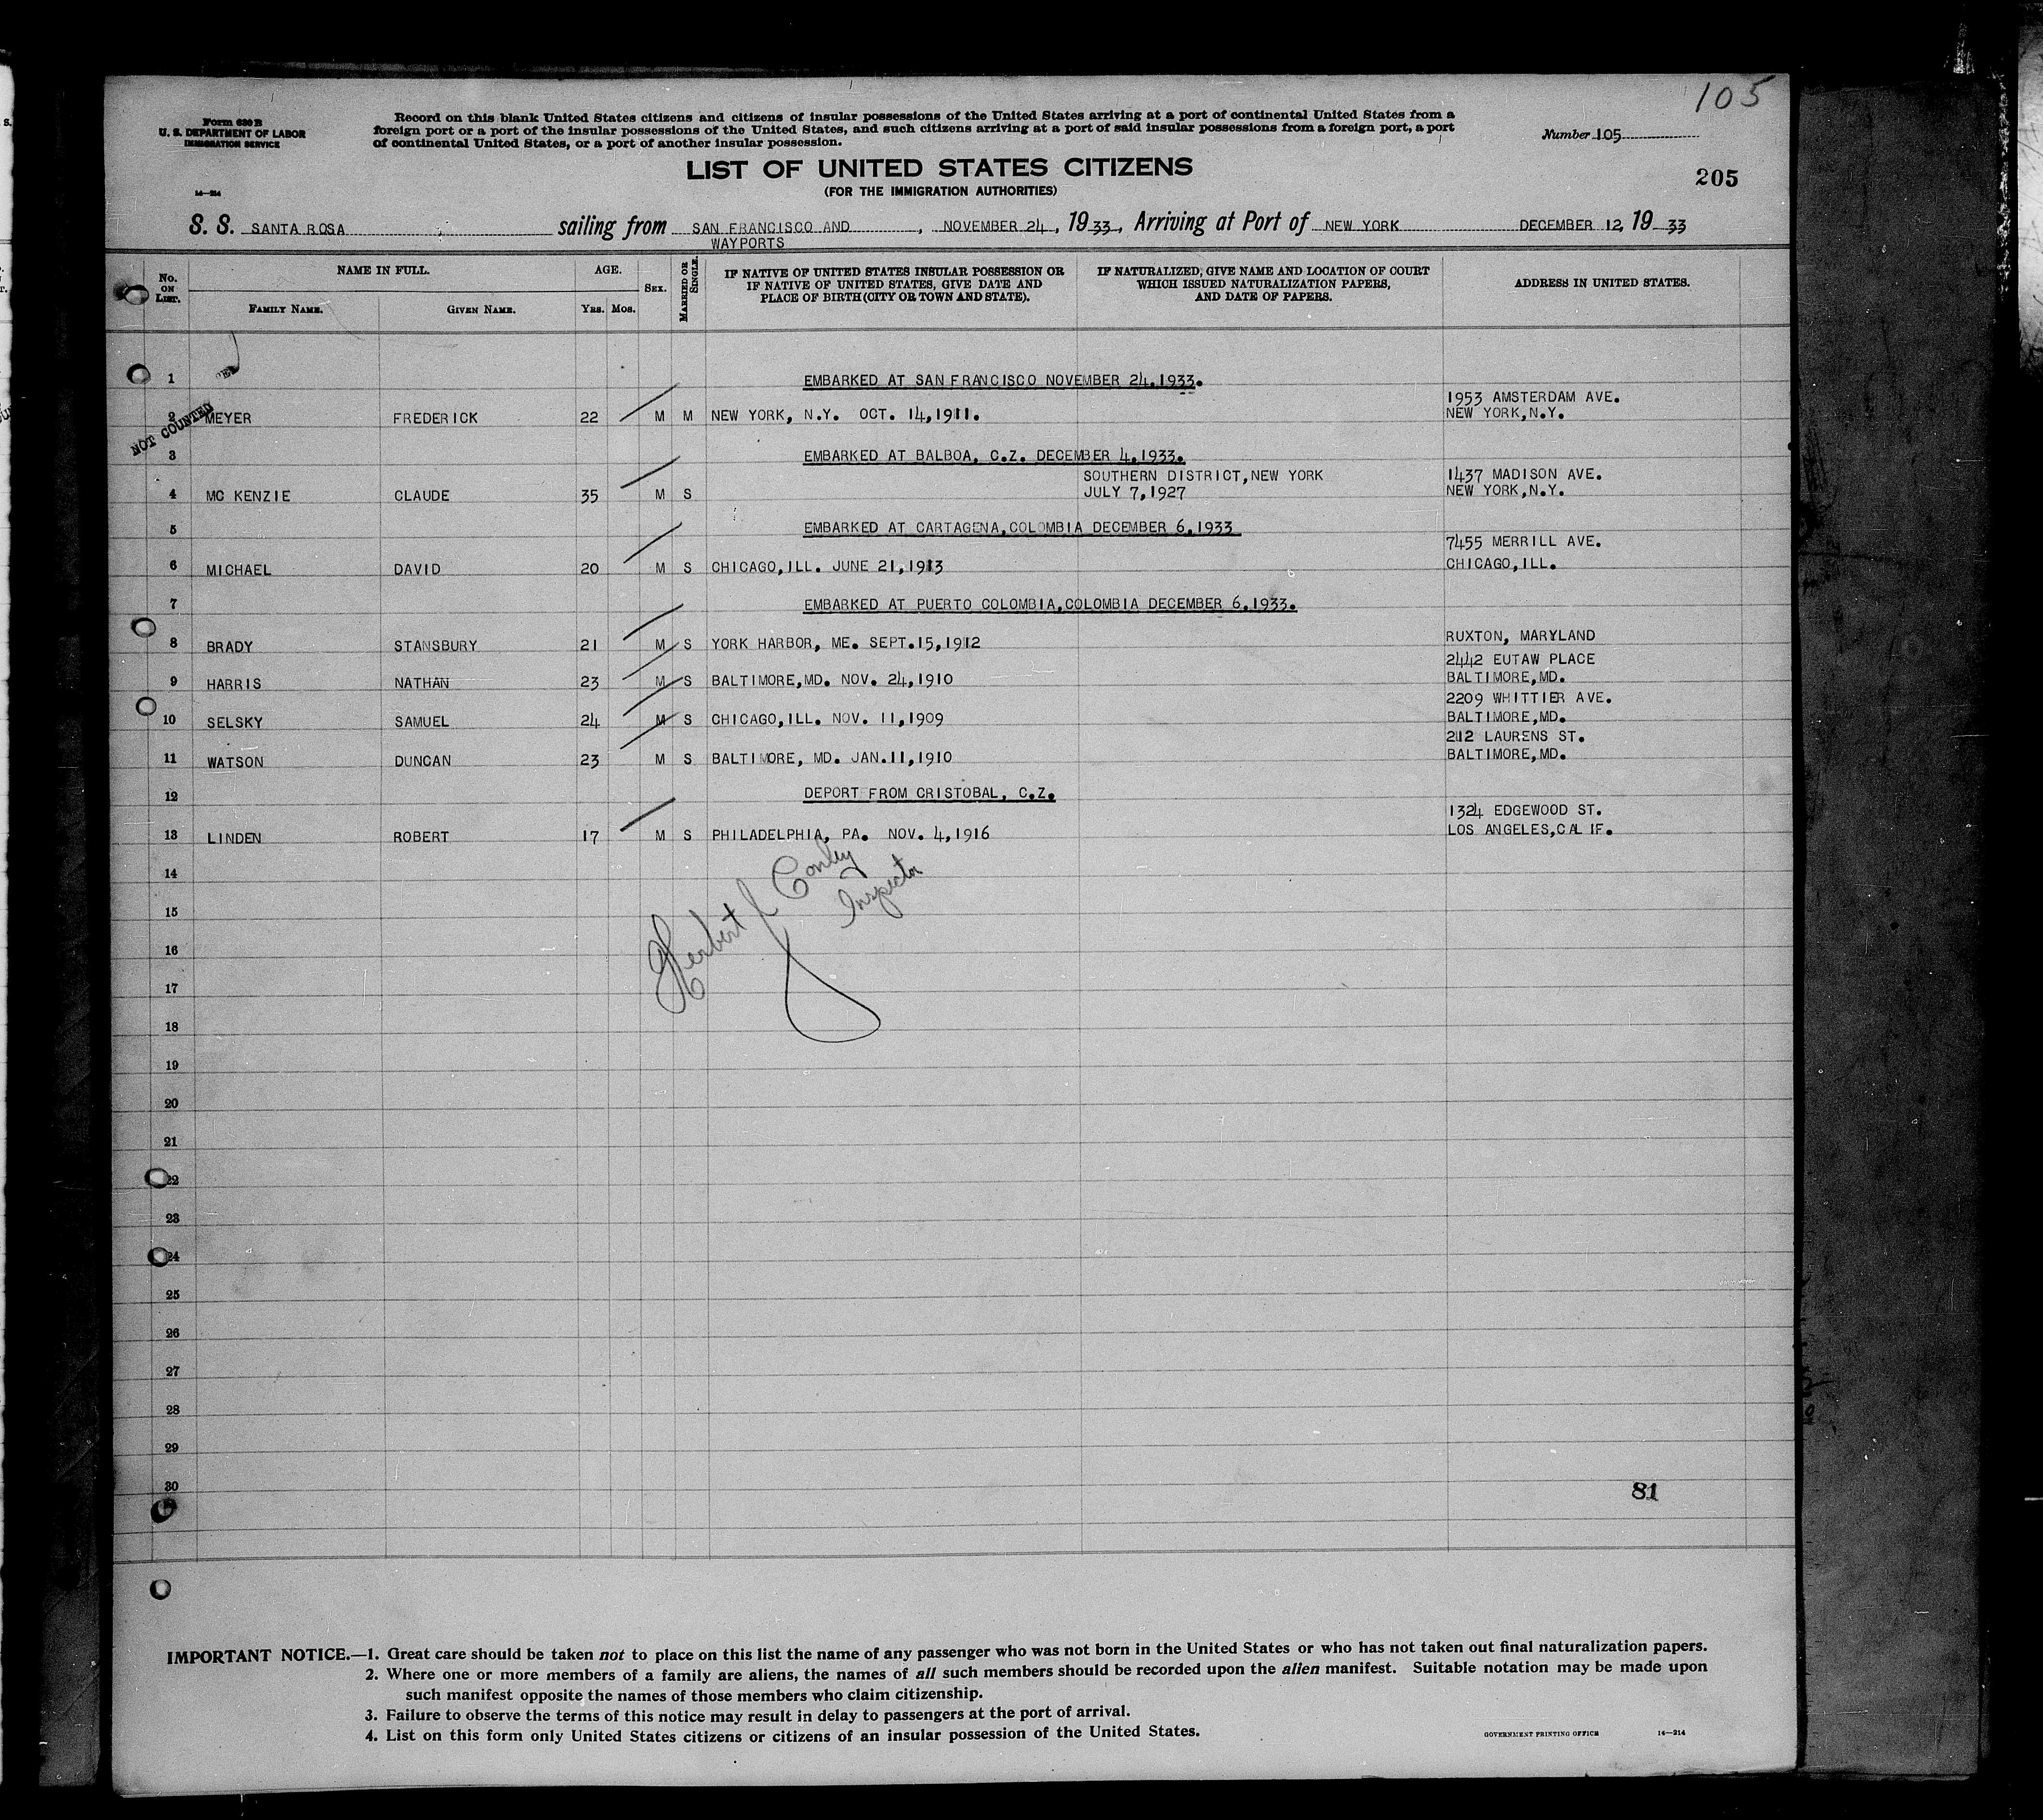 105
Form 630 B
U. S. DEPARTMENT OF LABOR
IMMIGRATION SERVICE
14—214
Record on this blank United States citizens and citizens of insular possessions of the United States arriving at a port of continental United States from a
foreign port or a port of the insular possessions of the United States, and such citizens arriving at a port of said insular possessions from a foreign port, a port
of continental United States, or a port of another insular possession.
Number 105
LIST OF UNITED STATES CITIZENS
(FOR THE IMMIGRATION AUTHORITIES)
205
S. S. SANTA ROSA sailing from SAN FRANCISCO AND, NOVEMBER 24, 1933, Arriving at Port of NEW YORK DECEMBER 12, 1933
WAYPORTS
No. ON LIST. NAME IN FULL. AGE. SEX. MARRIED OR SINGLE. IF NATIVE OF UNITED STATES INSULAR POSSESSION OR IF NATIVE OF UNITED STATES, GIVE DATE AND PLACE OF BIRTH (CITY OR TOWN AND STATE). IF NATURALIZED, GIVE NAME AND LOCATION OF COURT WHICH ISSUED NATURALIZATION PAPERS, AND DATE OF PAPERS. ADDRESS IN UNITED STATES.
FAMILY NAME. GIVEN NAME. YRS. MOS.
1 EMBARKED AT SAN FRANCISCO NOVEMBER 24, 1933.
1953 AMSTERDAM AVE.
2 MEYER FREDERICK 22 M M NEW YORK, N.Y. OCT. 14,1911. NEW YORK,N.Y.
NOT COUNTED
3 EMBARKED AT BALBOA, C.Z. DECEMBER 4,1933.
SOUTHERN DISTRICT,NEW YORK 1437 MADISON AVE.
4 MC KENZIE CLAUDE 35 M S JULY 7,1927 NEW YORK,N.Y.
5 EMBARKED AT CARTAGENA,COLOMBIA DECEMBER 6,1933
7455 MERRILL AVE.
6 MICHAEL DAVID 20 M S CHICAGO,ILL. JUNE 21,1913 CHICAGO,ILL.
7 EMBARKED AT PUERTO COLOMBIA,COLOMBIA DECEMBER 6,1933.
8 BRADY STANSBURY 21 M S YORK HARBOR, ME. SEPT.15,1912 RUXTON, MARYLAND
2442 EUTAW PLACE
9 HARRIS NATHAN 23 M S BALTIMORE,MD. NOV. 24,1910 BALTIMORE,MD.
2209 WHITTIER AVE.
10 SELSKY SAMUEL 24 M S CHICAGO,ILL. NOV. 11,1909 BALTIMORE,MD.
212 LAURENS ST.
11 WATSON DUNCAN 23 M S BALTIMORE, MD. JAN.11,1910 BALTIMORE,MD.
12 DEPORT FROM CRISTOBAL, C.Z.
1324 EDGEWOOD ST.
13 LINDEN ROBERT 17 M S PHILADELPHIA, PA. NOV. 4,1916 LOS ANGELES,CALIF.
14
Herbert J Conley
Inspector
15
16
17
18
19
20
21
22
23
24
25
26
27
28
29
30
81
IMPORTANT NOTICE.—1. Great care should be taken not to place on this list the name of any passenger who was not born in the United States or who has not taken out final naturalization papers.
2. Where one or more members of a family are aliens, the names of all such members should be recorded upon the alien manifest. Suitable notation may be made upon
such manifest opposite the names of those members who claim citizenship.
3. Failure to observe the terms of this notice may result in delay to passengers at the port of arrival.
4. List on this form only United States citizens or citizens of an insular possession of the United States.
GOVERNMENT PRINTING OFFICE 14—214